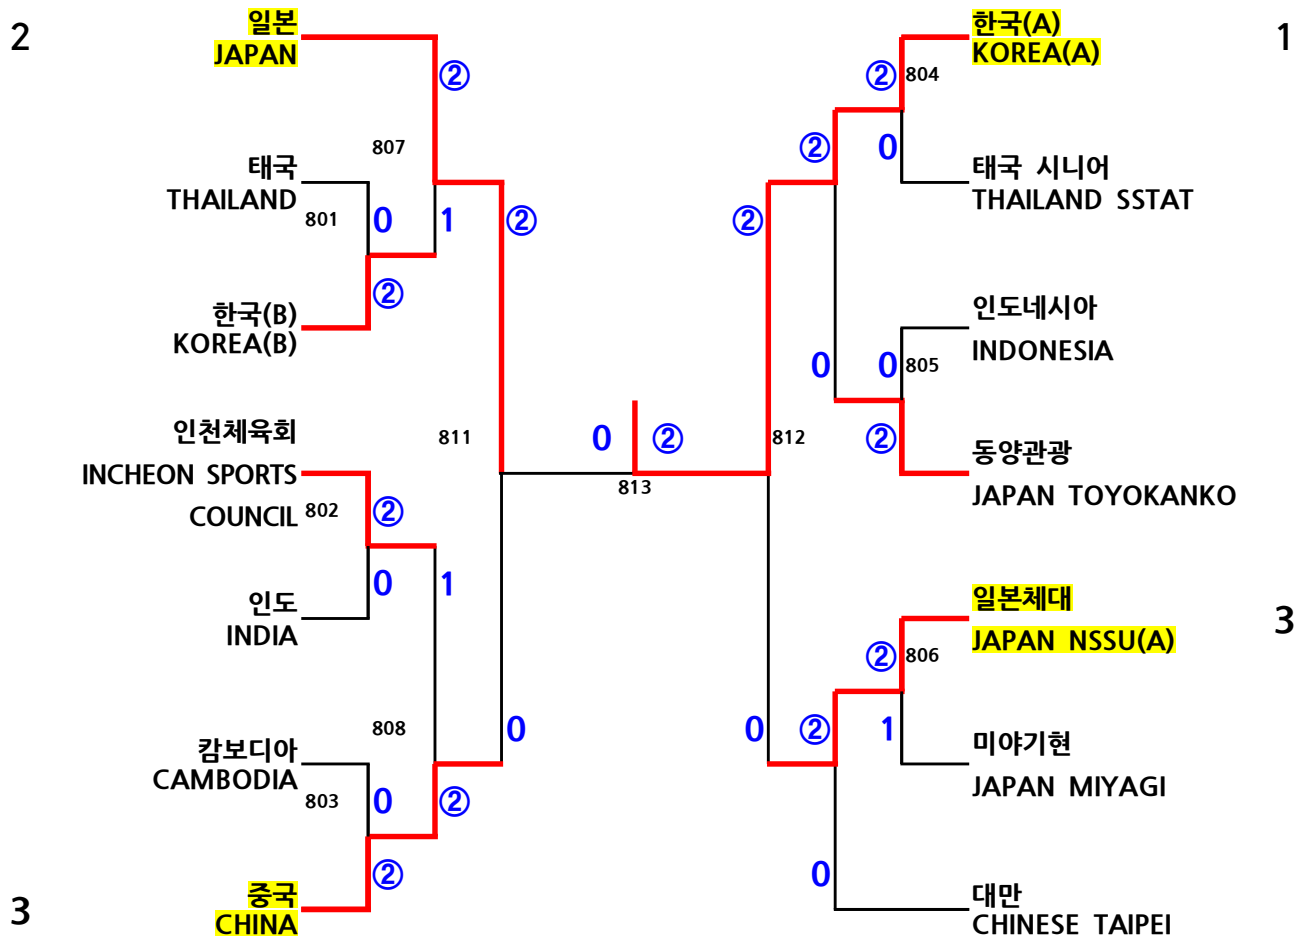 2
일본
JAPAN
②
807
태국
THAILAND
801
0
1
②
②
한국(B)
KOREA(B)
인천체육회
INCHEON SPORTS
COUNCIL
802
②
811
0
1
인도
INDIA
808
0
캄보디아
CAMBODIA
803
0
②
②
3
중국
CHINA
0
②
813
1
한국(A)
KOREA(A)
②
804
②
0
태국 시니어
THAILAND SSTAT
②
인도네시아
INDONESIA
0
0
805
②
812
동양관광
JAPAN TOYOKANKO
일본체대
JAPAN NSSU(A)
3
②
806
0
②
1
미야기현
JAPAN MIYAGI
0
대만
CHINESE TAIPEI